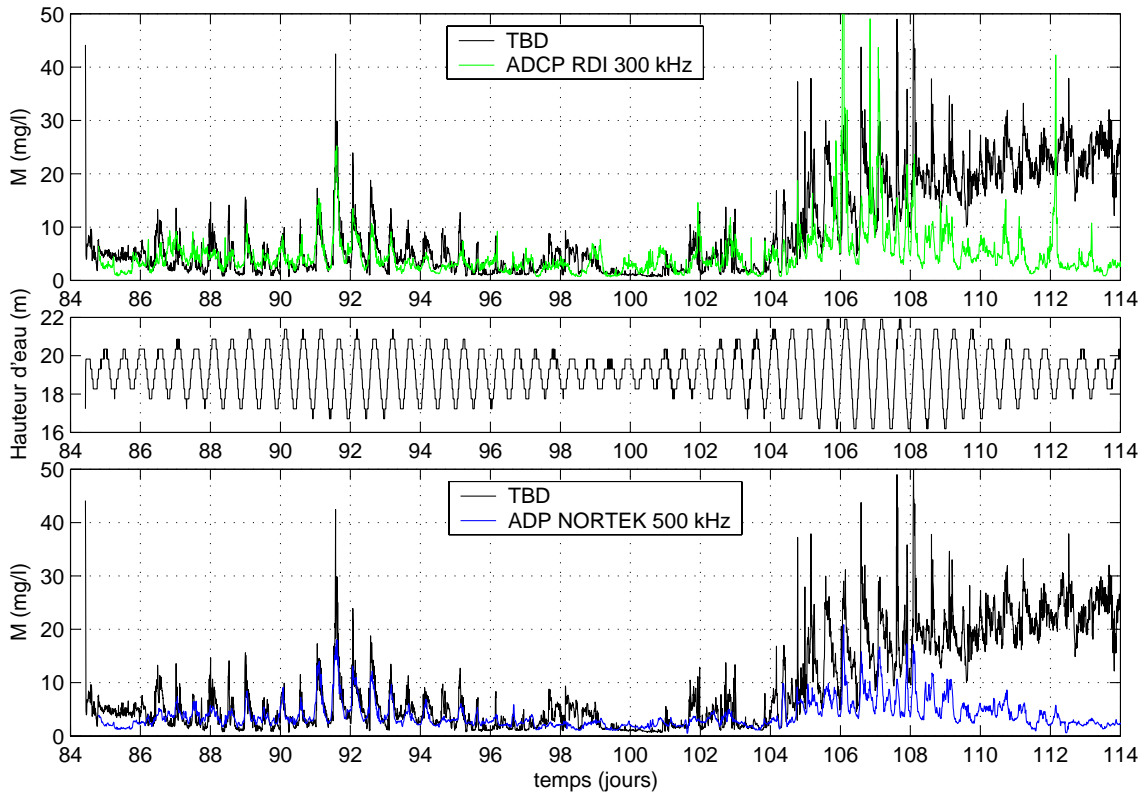 50
40
30
20
10
0
M (mg/l)
TBD
ADCP RDI 300 kHz
84 86 88 90 92 94 96 98 100 102 104 106 108 110 112 114
22
20
18
16
Hauteur d'eau (m)
84 86 88 90 92 94 96 98 100 102 104 106 108 110 112 114
50
40
30
20
10
0
M (mg/l)
TBD
ADP NORTEK 500 kHz
84 86 88 90 92 94 96 98 100 102 104 106 108 110 112 114
temps (jours)